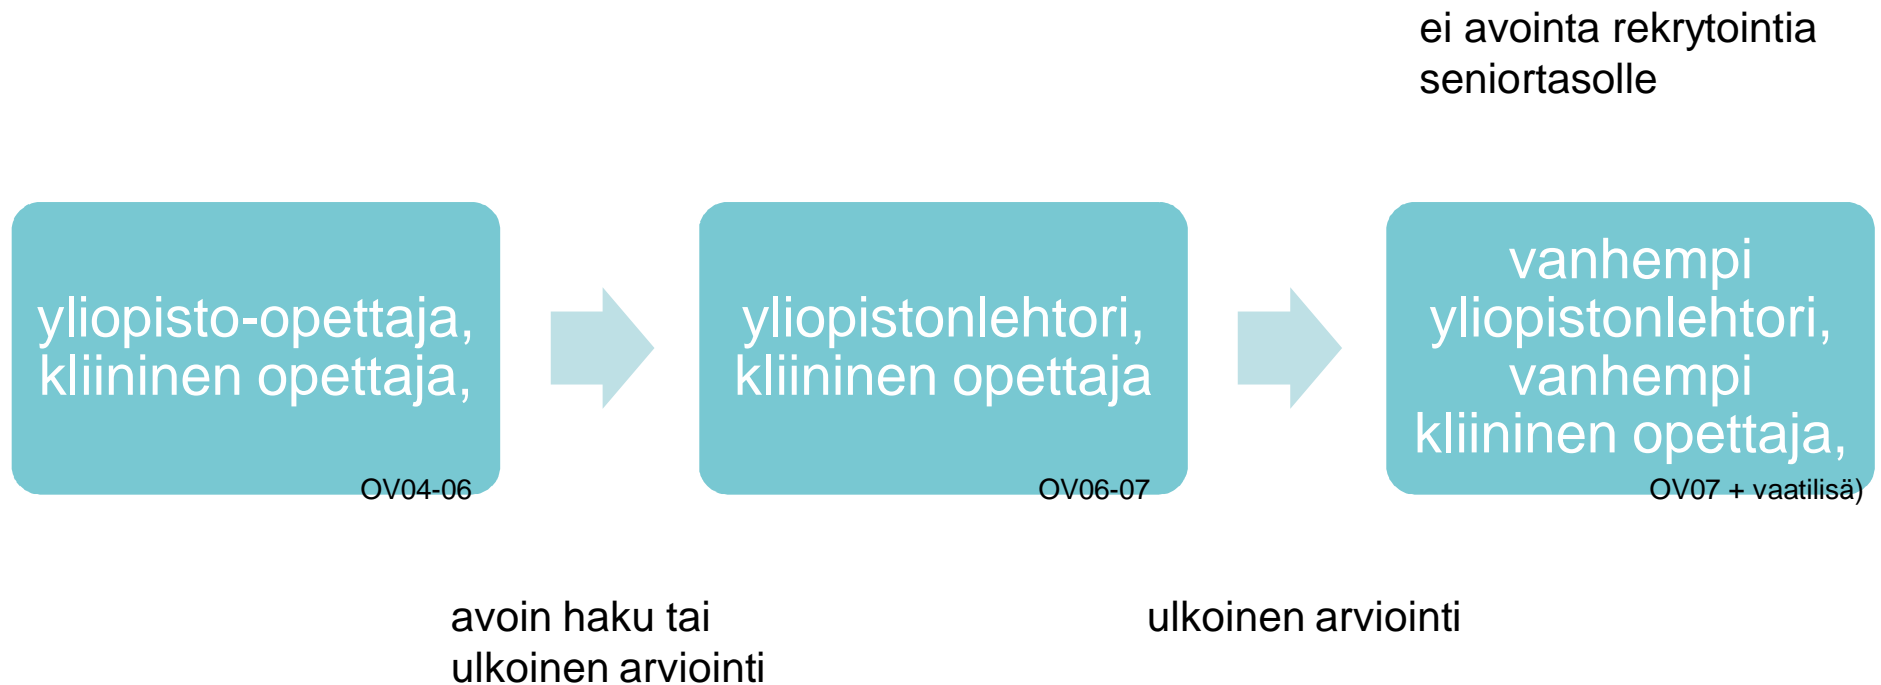 ei avointa rekrytointia
seniortasolle
yliopisto-opettaja,
kliininen opettaja,
OV04-06
yliopistonlehtori,
kliininen opettaja
OV06-07
vanhempi
yliopistonlehtori,
vanhempi
kliininen opettaja,
OV07 + vaatilisä)
avoin haku tai
ulkoinen arviointi
ulkoinen arviointi